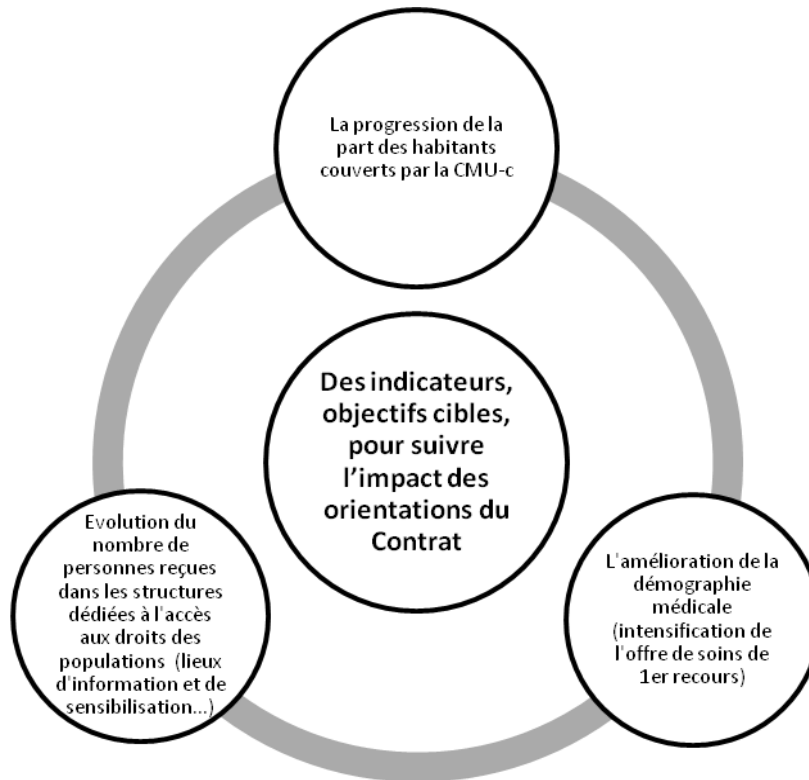 La progression de la
part des habitants
couverts par la CMU-c
Des indicateurs,
objectifs cibles,
pour suivre
l'impact des
orientations du
Contrat
Evolution du
nombre de
personnes reçues
dans les structures
dédiées à l'accès
aux droits des
populations (lieux
d'information et de
sensibilisation...)
L'amélioration de la
démographie
médicale
(intensification de
l'offre de soins de
1er recours)